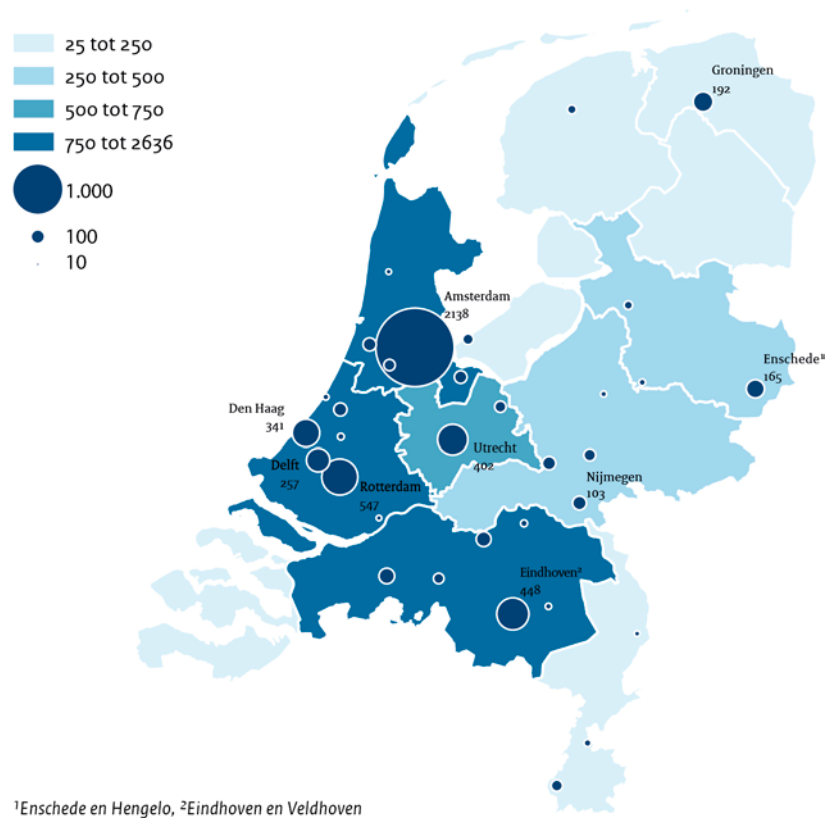 25 tot 250
250 tot 500
500 tot 750
750 tot 2636
1.000
100
10
Groningen
192
Amsterdam
2138
Enschede¹
165
Den Haag
341
Delft
257
Utrecht
402
Rotterdam
547
Nijmegen
103
Eindhoven²
448
¹Enschede en Hengelo, ²Eindhoven en Veldhoven